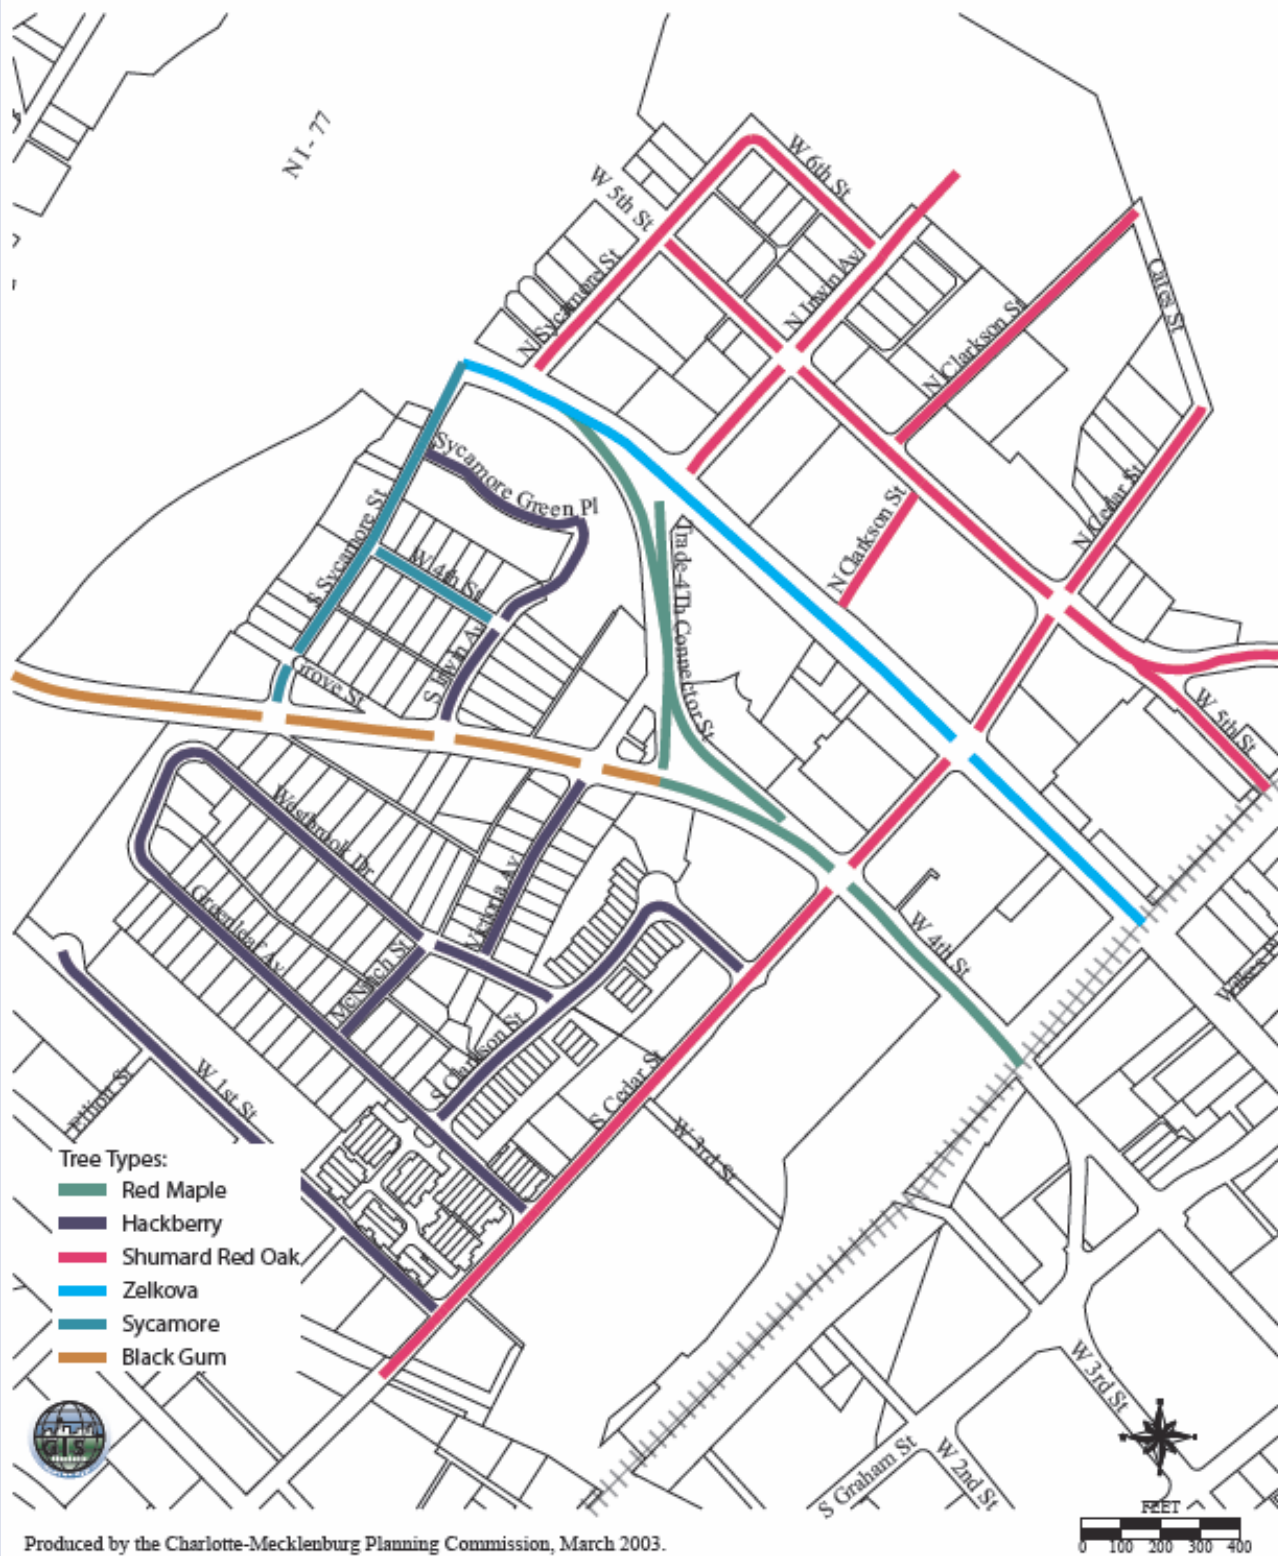 N I - 77
W 6th St
W 5th St
N Sycamore St
N Irwin Av
Cates St
N Clarkson St
Sycamore Green Pl
N Cedar St
N Clarkson St
S Sycamore St
W 4th St
Trade-4Th Connector St
S Irwin Av
Grove St
W 5th St
Westbrook Dr
Victoria Av
Greenleaf Av
W 4th St
McNinch St
S Clarkson St
W 1st St
Elliott St
S Cedar St
W 3rd St
Tree Types:
Red Maple
Hackberry
Shumard Red Oak
Zelkova
Sycamore
Black Gum
W 3rd St
GIS
S Graham St
W 2nd St
FEET
0 100 200 300 400
Produced by the Charlotte-Mecklenburg Planning Commission, March 2003.